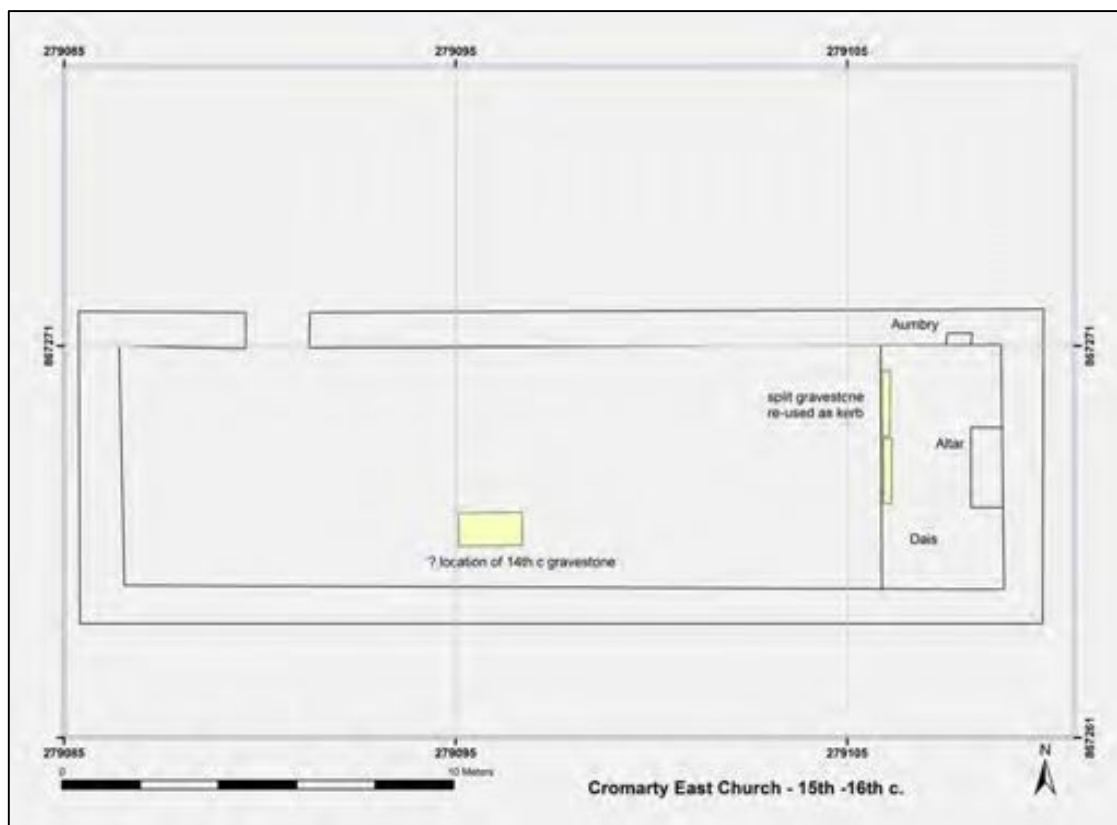 279085
279095
279105
867271
867271
Aumbry
split gravestone
re-used as kerb
Altar
Dais
? location of 14th c gravestone
279085
279095
279105
867261
0
10 Meters
N
Cromarty East Church - 15th -16th c.